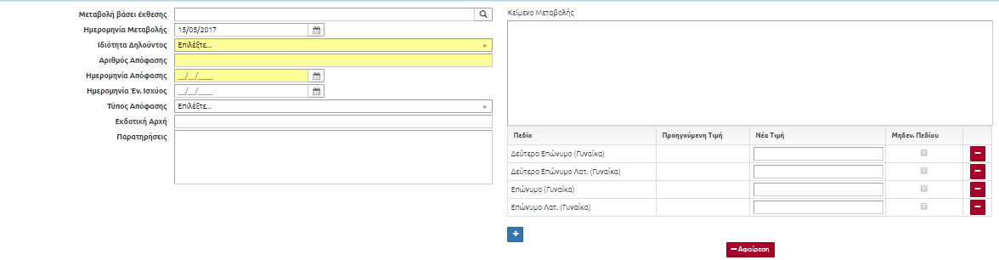 Μεταβολή βάσει έκθεσης
Ημερομηνία Μεταβολής 15/05/2017
Ιδιότητα Δηλούντος Επιλέξτε...
Αριθμός Απόφασης
Ημερομηνία Απόφασης __/__/____
Ημερομηνία Έν. Ισχύος __/__/____
Τύπος Απόφασης Επιλέξτε...
Εκδοτική Αρχή
Παρατηρήσεις
Κείμενο Μεταβολής
Πεδίο Προηγούμενη Τιμή Νέα Τιμή Μηδεν. Πεδίου
Δεύτερο Επώνυμο (Γυναίκα)
Δεύτερο Επώνυμο Λατ. (Γυναίκα)
Επώνυμο (Γυναίκα)
Επώνυμο Λατ. (Γυναίκα)
Αφαίρεση